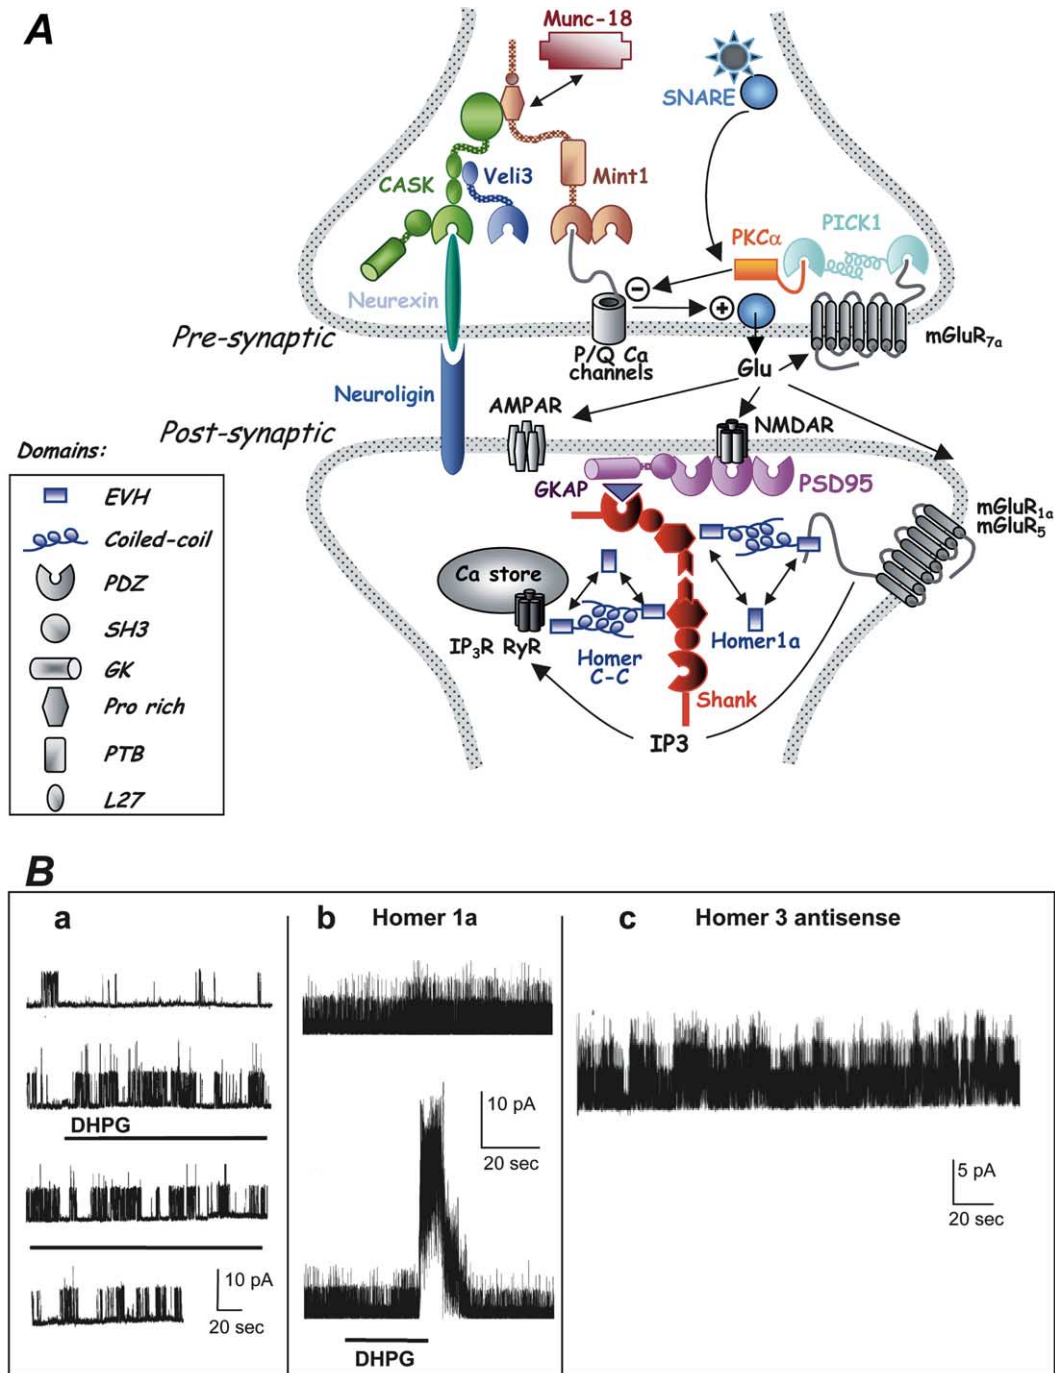 A
Munc-18
SNARE
CASK
Veli3
Mint1
PKCα
PICK1
Neurexin
Pre-synaptic
P/Q Ca
channels
Glu
mGluR7a
Neuroligin
AMPAR
NMDAR
Post-synaptic
GKAP
PSD95
mGluR1a
mGluR5
Ca store
IP3R RyR
Homer
C-C
Homer1a
Shank
IP3
Domains:
EVH
Coiled-coil
PDZ
SH3
GK
Pro rich
PTB
L27
B
a
DHPG
10 pA
20 sec
b
Homer 1a
10 pA
20 sec
DHPG
c
Homer 3 antisense
5 pA
20 sec